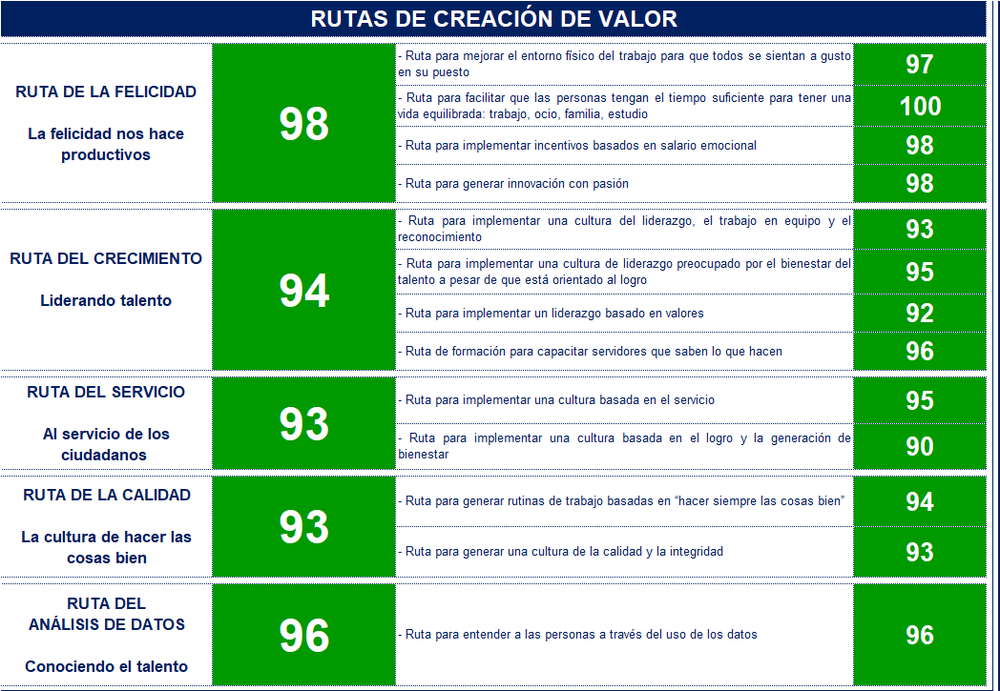 RUTAS DE CREACIÓN DE VALOR
RUTA DE LA FELICIDAD
La felicidad nos hace
productivos
98
- Ruta para mejorar el entorno físico del trabajo para que todos se sientan a gusto
en su puesto
97
- Ruta para facilitar que las personas tengan el tiempo suficiente para tener una
vida equilibrada: trabajo, ocio, familia, estudio
100
- Ruta para implementar incentivos basados en salario emocional
98
- Ruta para generar innovación con pasión
98
RUTA DEL CRECIMIENTO
Liderando talento
94
- Ruta para implementar una cultura del liderazgo, el trabajo en equipo y el
reconocimiento
93
- Ruta para implementar una cultura de liderazgo preocupado por el bienestar del
talento a pesar de que está orientado al logro
95
- Ruta para implementar un liderazgo basado en valores
92
- Ruta de formación para capacitar servidores que saben lo que hacen
96
RUTA DEL SERVICIO
Al servicio de los
ciudadanos
93
- Ruta para implementar una cultura basada en el servicio
95
- Ruta para implementar una cultura basada en el logro y la generación de
bienestar
90
RUTA DE LA CALIDAD
La cultura de hacer las
cosas bien
93
- Ruta para generar rutinas de trabajo basadas en “hacer siempre las cosas bien”
94
- Ruta para generar una cultura de la calidad y la integridad
93
RUTA DEL
ANÁLISIS DE DATOS
Conociendo el talento
96
- Ruta para entender a las personas a través del uso de los datos
96